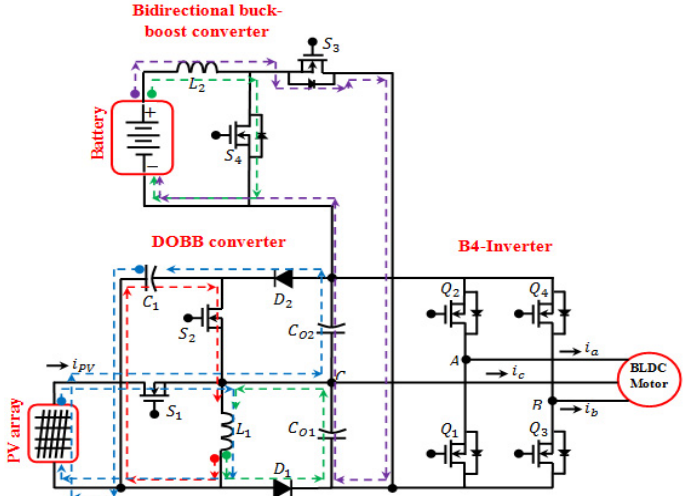 Bidirectional buck-
boost converter
S3
L2
Battery
+
−
S4
DOBB converter
B4-Inverter
C1
D2
Q2
Q4
S2
CO2
iPV
A
ia
C
ic
BLDC
Motor
PV array
S1
B
ib
L1
CO1
Q1
Q3
D1